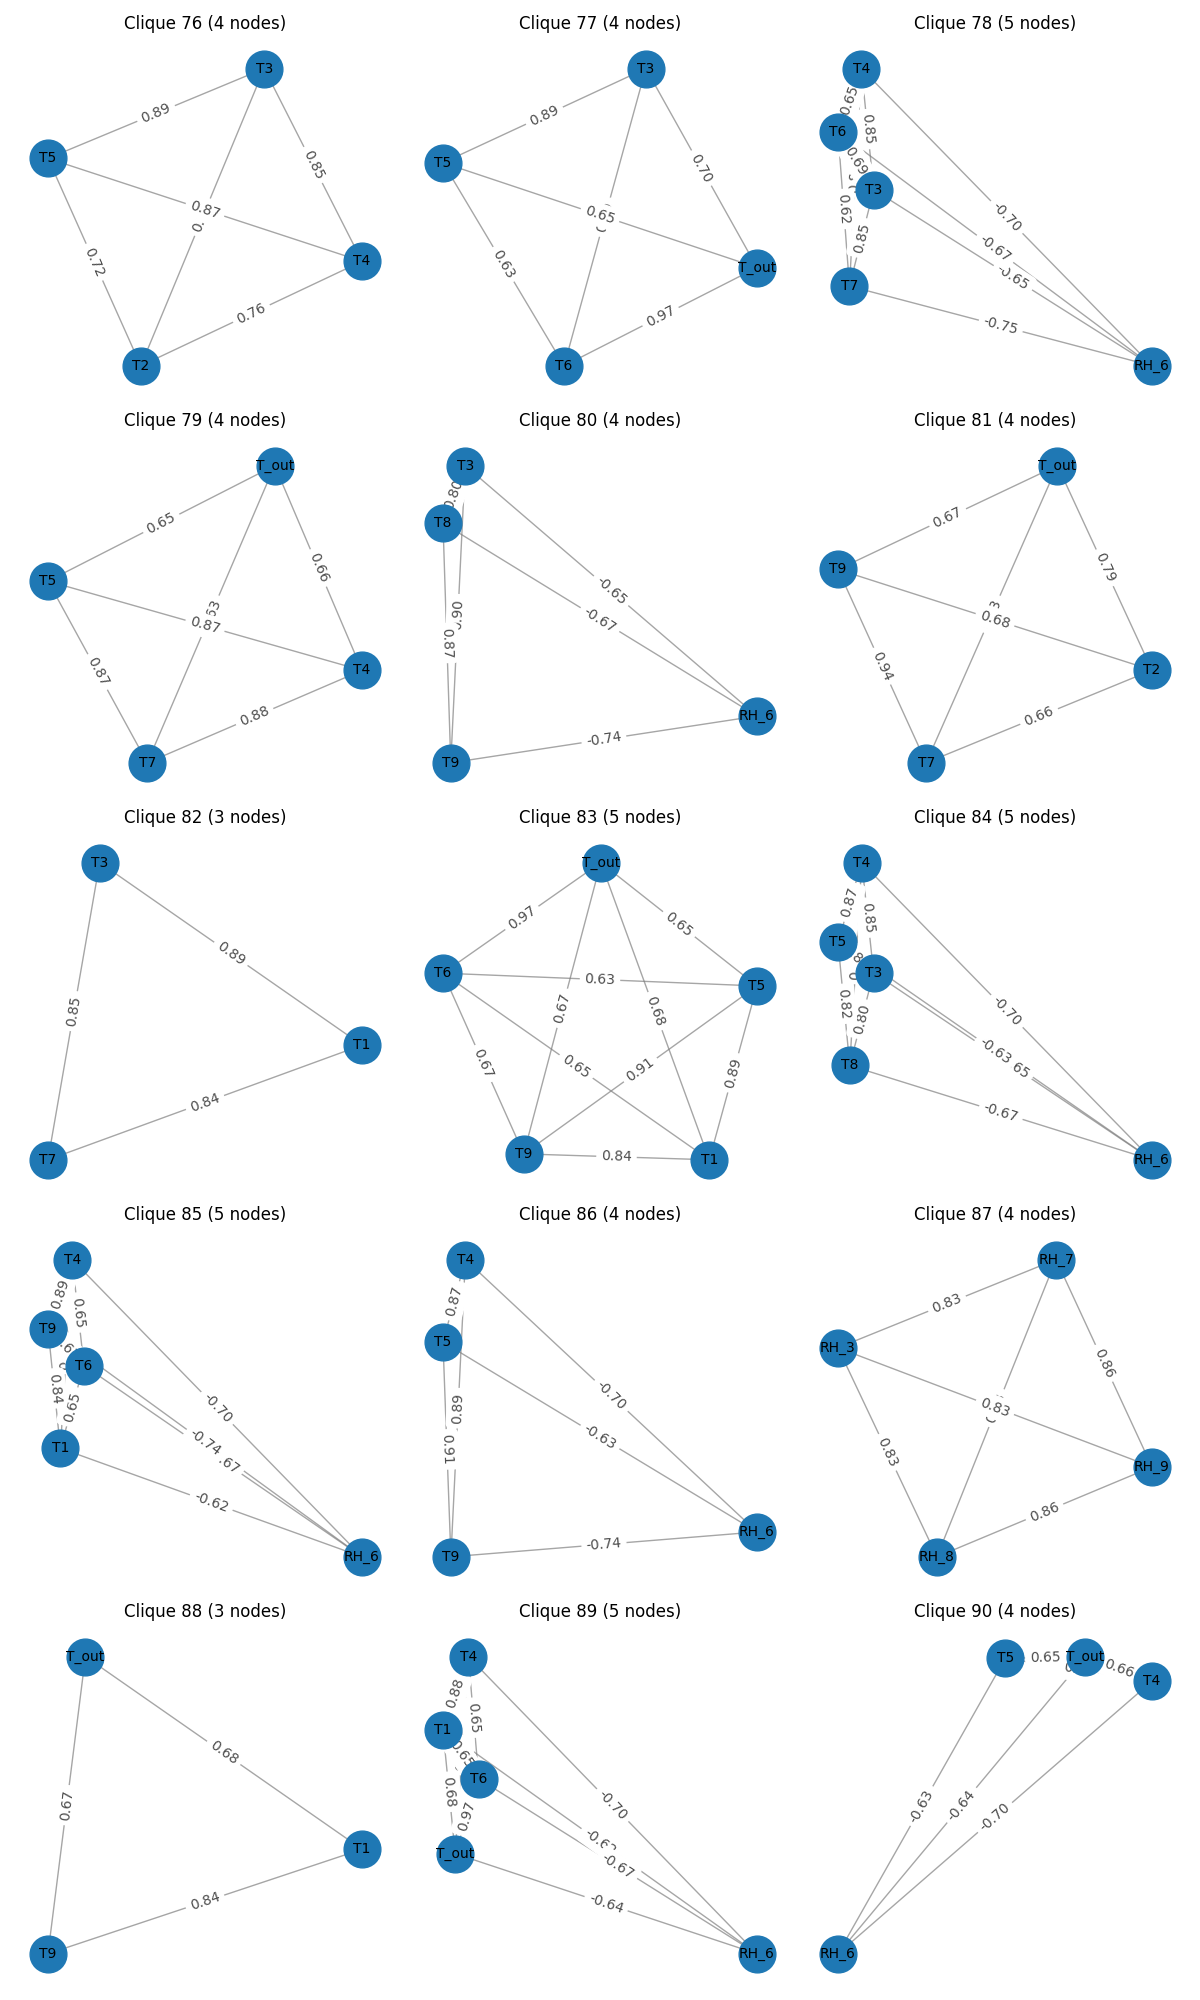 Clique 76 (4 nodes)
T3
0.89
T5
0.85
0.87
0.72
T4
0.76
T2
Clique 77 (4 nodes)
T3
0.89
T5
0.70
0.65
0.63
T_out
0.97
T6
Clique 78 (5 nodes)
T4
0.65
0.85
T6
0.69
T3
0.62
-0.70
0.85
-0.67
-0.65
T7
-0.75
RH_6
Clique 79 (4 nodes)
T_out
0.65
0.66
T5
0.87
0.87
T4
0.88
T7
Clique 80 (4 nodes)
T3
0.80
T8
-0.65
-0.67
0.87
RH_6
-0.74
T9
Clique 81 (4 nodes)
T_out
0.67
0.79
T9
0.68
0.94
T2
0.66
T7
Clique 82 (3 nodes)
T3
0.89
0.85
T1
0.84
T7
Clique 83 (5 nodes)
T_out
0.97
0.65
T6
0.63
T5
0.67
0.68
0.67
0.65
0.91
0.89
T9
0.84
T1
Clique 84 (5 nodes)
T4
0.87
0.85
T5
T3
0.82
0.80
-0.70
-0.63
T8
-0.67
RH_6
Clique 85 (5 nodes)
T4
0.89
0.65
T9
T6
0.84
0.65
-0.70
-0.74
T1
-0.62
RH_6
Clique 86 (4 nodes)
T4
0.87
T5
-0.70
0.89
-0.63
0.91
RH_6
-0.74
T9
Clique 87 (4 nodes)
RH_7
0.83
RH_3
0.86
0.83
0.83
RH_9
0.86
RH_8
Clique 88 (3 nodes)
T_out
0.68
0.67
T1
0.84
T9
Clique 89 (5 nodes)
T4
0.88
0.65
T1
0.65
T6
0.68
0.97
-0.70
-0.67
T_out
-0.64
RH_6
Clique 90 (4 nodes)
T5
0.65
T_out
0.66
T4
-0.63
-0.64
-0.70
RH_6